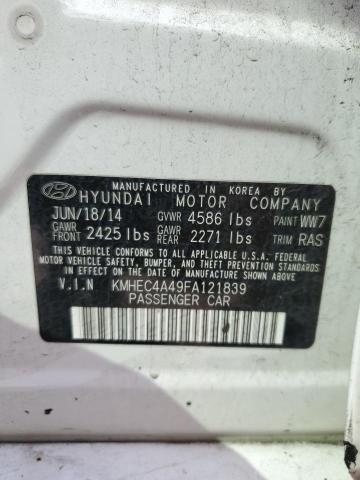 MANUFACTURED IN KOREA BY
HYUNDAI MOTOR COMPANY
JUN/18/14 GVWR 4586 lbs PAINT WW7
GAWR FRONT 2425 lbs GAWR REAR 2271 lbs TRIM RAS
THIS VEHICLE CONFORMS TO ALL APPLICABLE U.S.A. FEDERAL
MOTOR VEHICLE SAFETY, BUMPER, AND THEFT PREVENTION
STANDARDS IN EFFECT ON THE DATE OF MANUFACTURE SHOWN ABOVE.
V.I.N KMHEC4A49FA121839
PASSENGER CAR